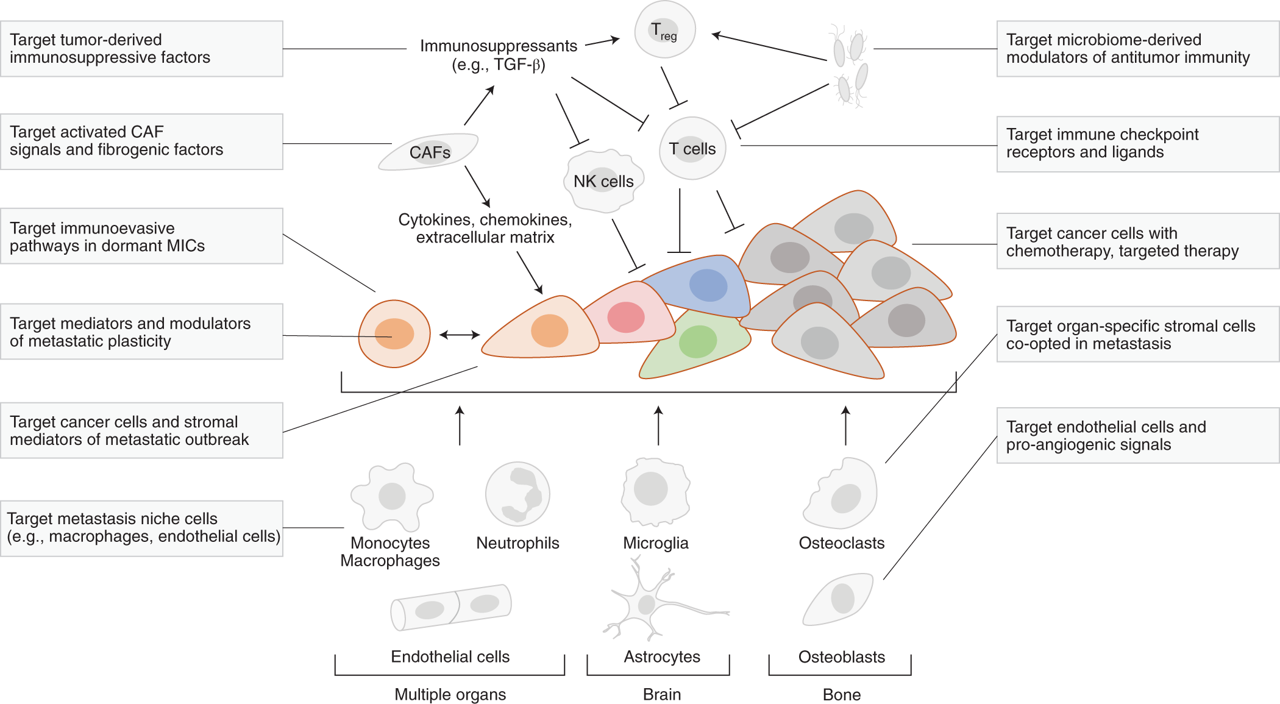 Target tumor-derived
immunosuppressive factors
Target activated CAF
signals and fibrogenic factors
Target immunoevasive
pathways in dormant MICs
Target mediators and modulators
of metastatic plasticity
Target cancer cells and stromal
mediators of metastatic outbreak
Target metastasis niche cells
(e.g., macrophages, endothelial cells)
Immunosuppressants
(e.g., TGF-β)
Treg
CAFs
T cells
NK cells
Cytokines, chemokines,
extracellular matrix
Target microbiome-derived
modulators of antitumor immunity
Target immune checkpoint
receptors and ligands
Target cancer cells with
chemotherapy, targeted therapy
Target organ-specific stromal cells
co-opted in metastasis
Target endothelial cells and
pro-angiogenic signals
Monocytes
Macrophages
Neutrophils
Microglia
Osteoclasts
Endothelial cells
Astrocytes
Osteoblasts
Multiple organs
Brain
Bone